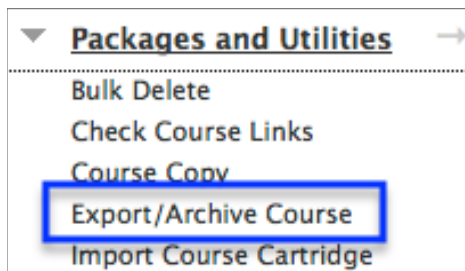 Packages and Utilities
Bulk Delete
Check Course Links
Course Copy
Export/Archive Course
Import Course Cartridge